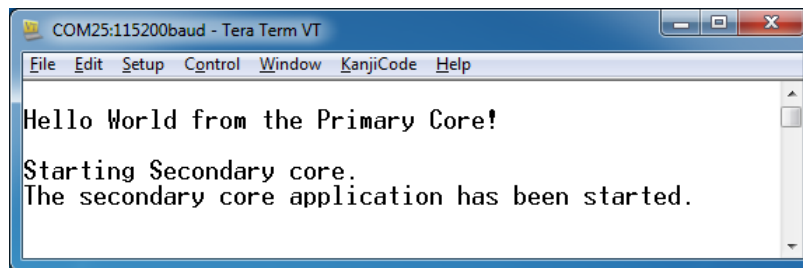 COM25:115200baud - Tera Term VT
File Edit Setup Control Window KanjiCode Help
Hello World from the Primary Core!
Starting Secondary core.
The secondary core application has been started.